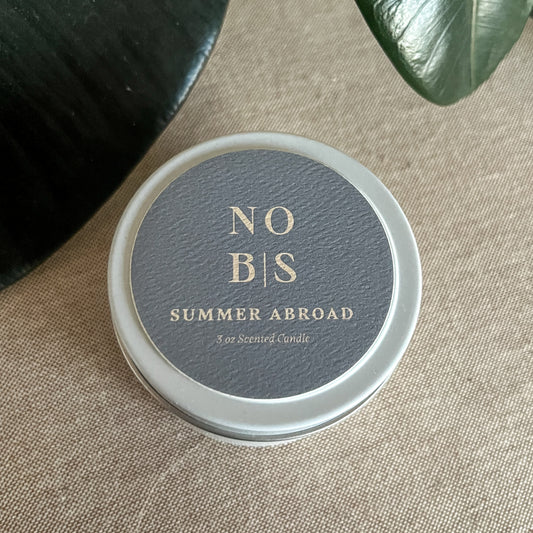 NO
B|S
SUMMER ABROAD
3 oz Scented Candle